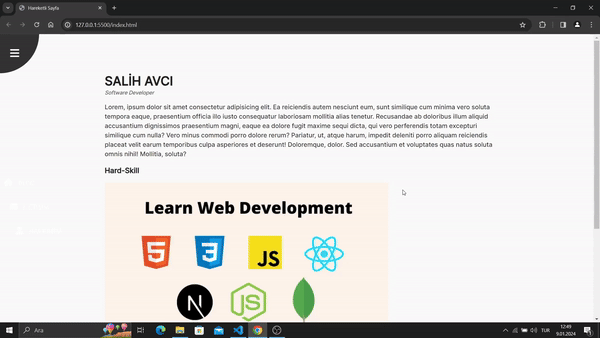 Hareketli Sayfa
127.0.0.1:5500/index.html
SALİH AVCI
Software Developer
Lorem, ipsum dolor sit amet consectetur adipisicing elit. Ea reiciendis autem nesciunt eum, sunt similique cum minima vero soluta
tempora eaque, praesentium officia illo iusto consequatur laboriosam mollitia alias tenetur. Recusandae ab doloribus illum aliquid
accusantium dignissimos praesentium magni, eaque ea dolore fugit maxime sequi dicta, qui vero perferendis totam excepturi
similique cum nulla? Vero minus commodi porro dolore rerum? Pariatur, ut, atque harum, impedit deleniti porro aliquam reiciendis
placeat velit earum temporibus culpa asperiores et deserunt! Doloremque, dolor. Sed accusantium et voluptates quas natus soluta
omnis nihil! Mollitia, soluta?
Hard-Skill
Learn Web Development
5
3
JS
N
JS
Ara
TUR
12:49
9.01.2024